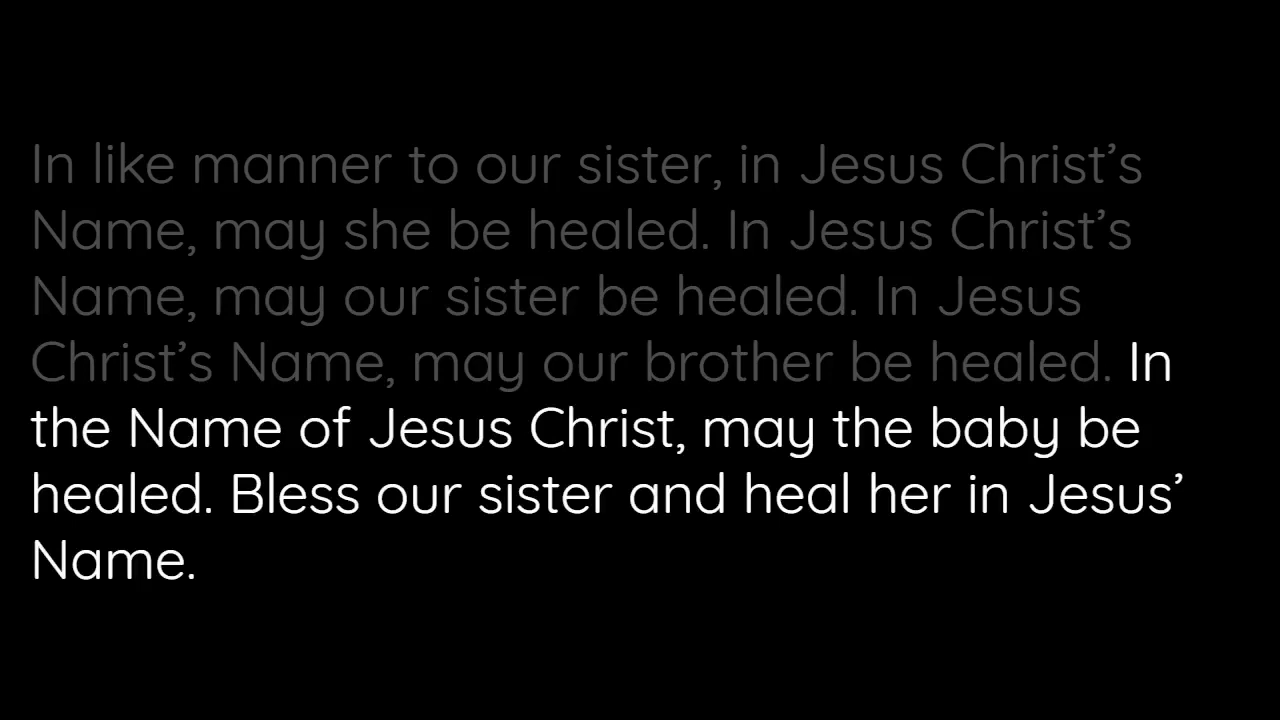 In like manner to our sister, in Jesus Christ’s
Name, may she be healed. In Jesus Christ’s
Name, may our sister be healed. In Jesus
Christ’s Name, may our brother be healed. In
the Name of Jesus Christ, may the baby be
healed. Bless our sister and heal her in Jesus’
Name.